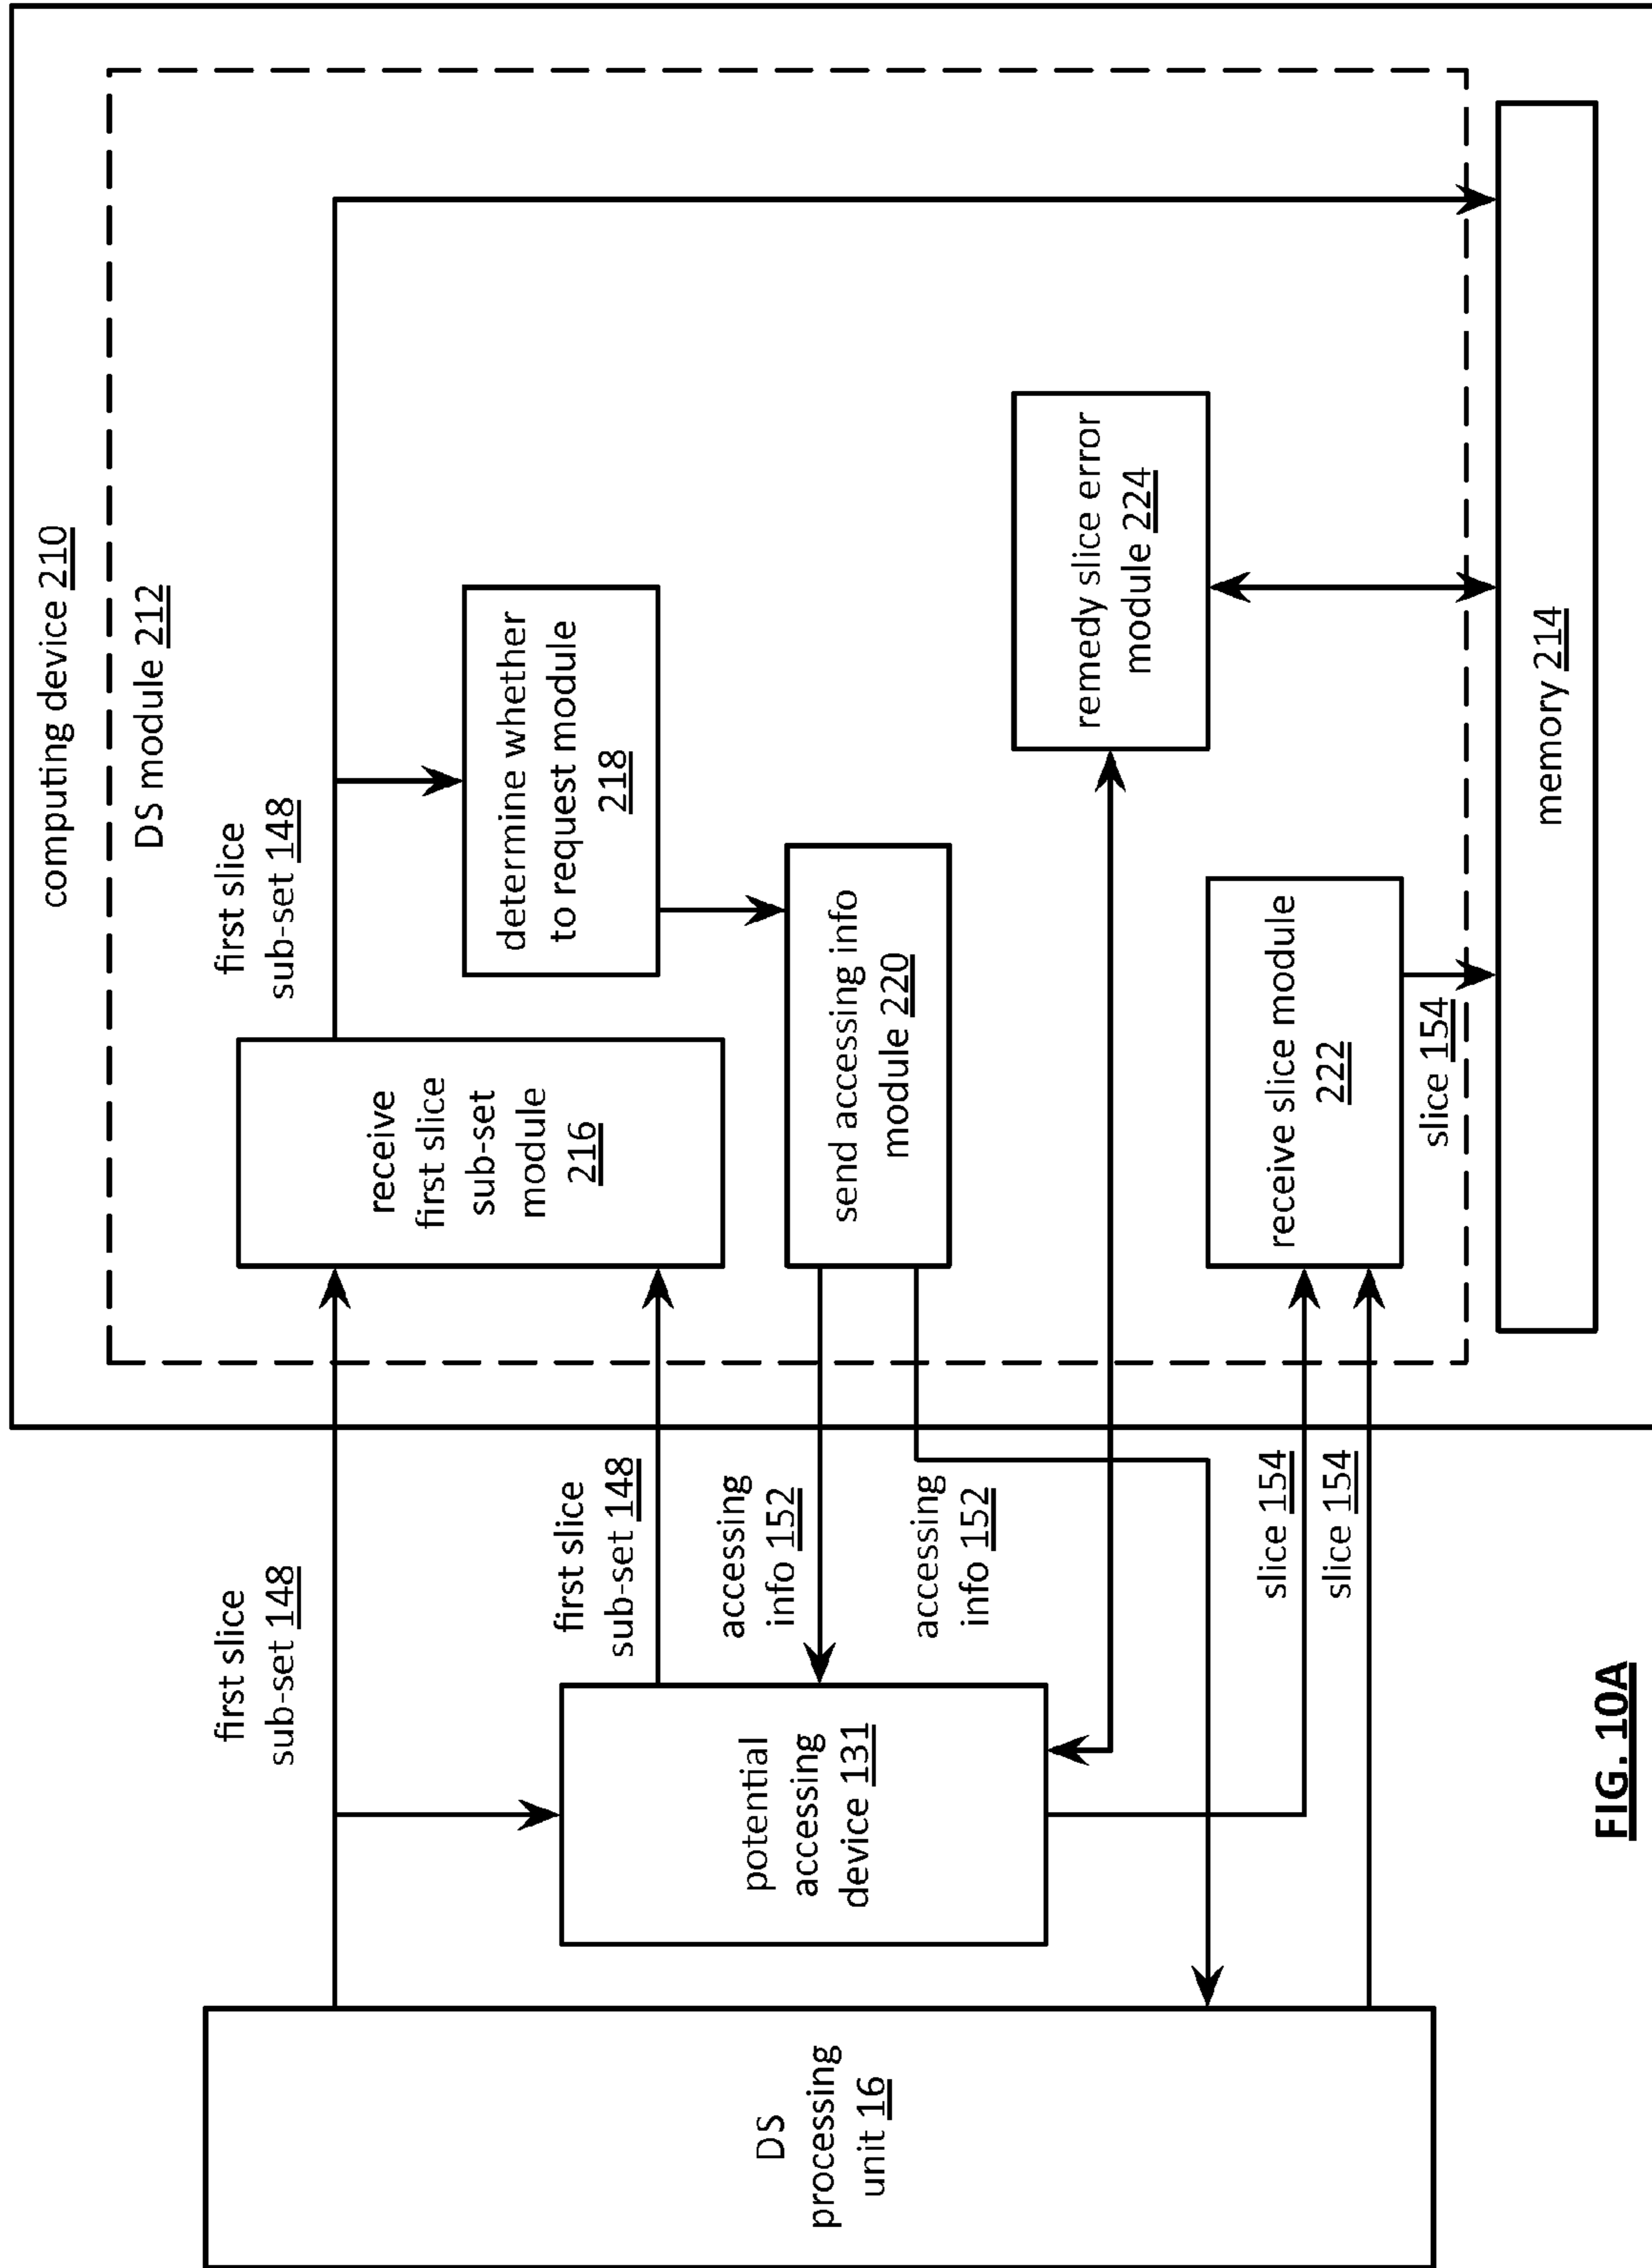 computing device 210
DS module 212
first slice
sub-set 148
first slice
sub-set 148
receive
first slice
sub-set
module
216
determine whether
to request module
218
first slice
sub-set 148
DS
processing
unit 16
potential
accessing
device 131
accessing
info 152
accessing
info 152
send accessing info
module 220
remedy slice error
module 224
slice 154
slice 154
receive slice module
222
slice 154
memory 214
FIG. 10A